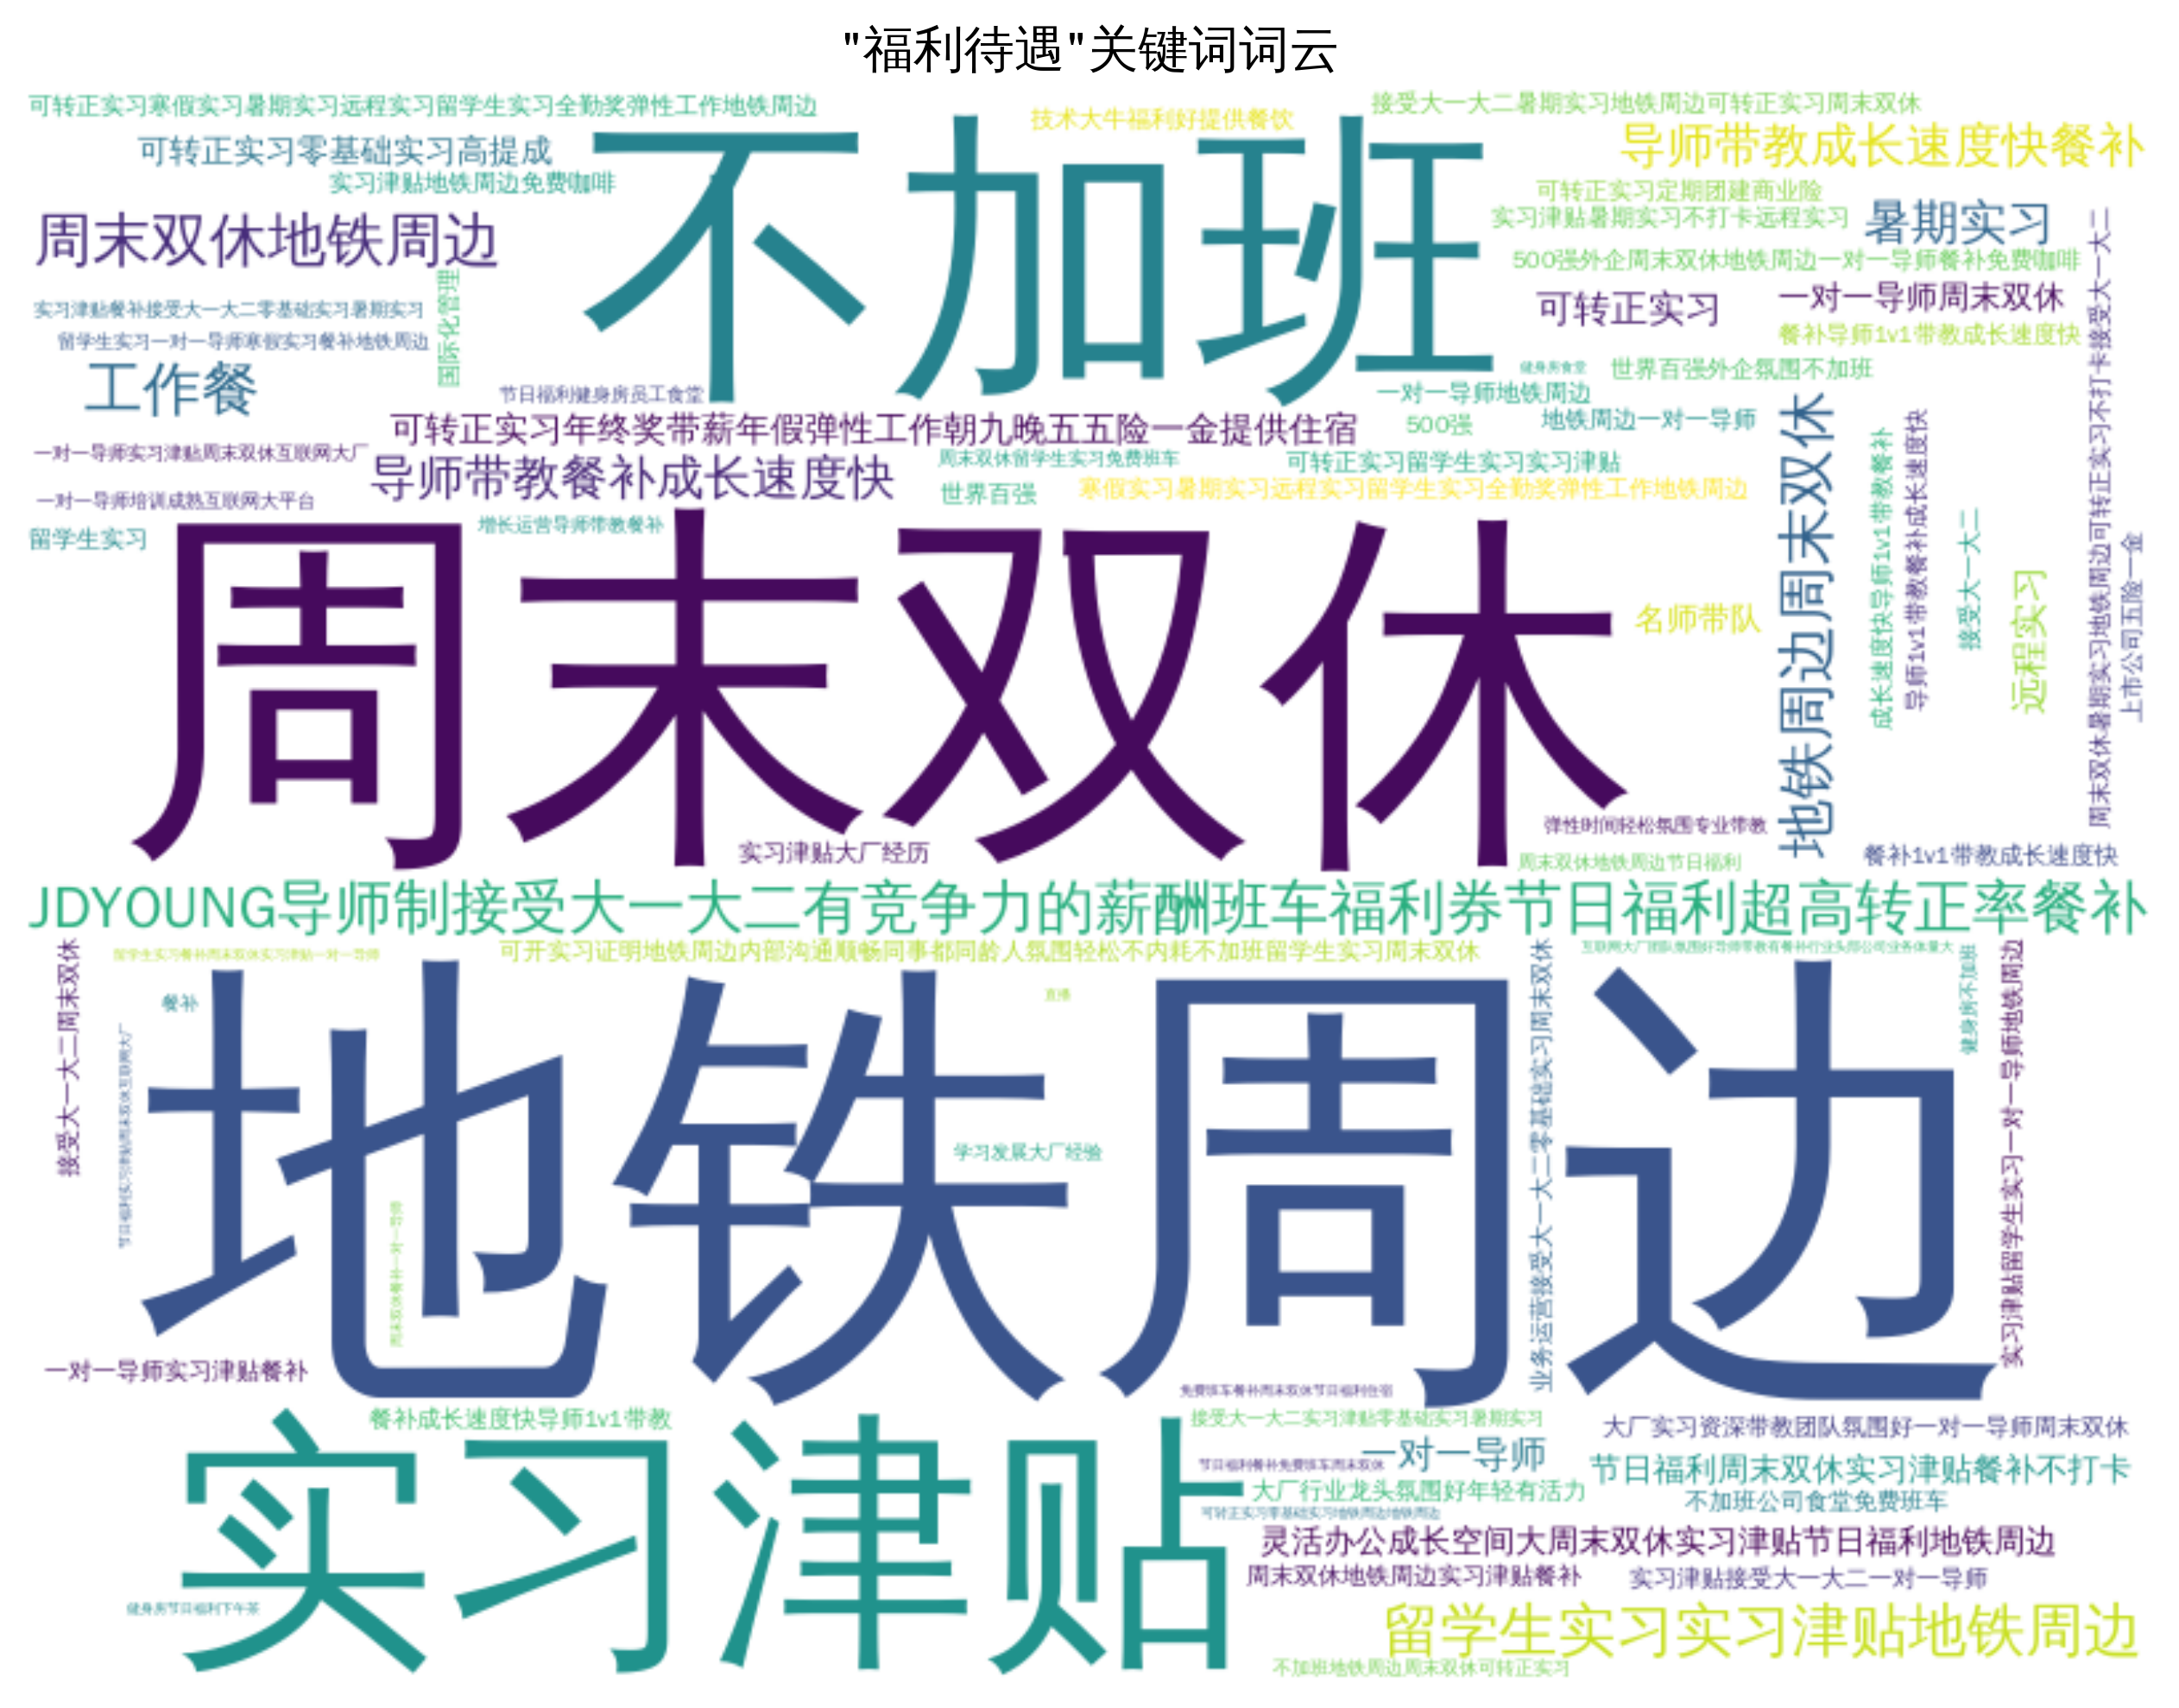 "福利待遇"关键词词云
可转正实习寒假实习暑期实习远程实习留学生实习全勤奖弹性工作地铁周边
技术大牛福利好提供餐饮
接受大一大二暑期实习地铁周边可转正实习周末双休
可转正实习零基础实习高提成
不加班
导师带教成长速度快餐补
实习津贴地铁周边免费咖啡
可转正实习定期团建商业险
周末双休地铁周边
实习津贴暑期实习不打卡远程实习
暑期实习
500强外企周末双休地铁周边一对一导师餐补免费咖啡
国际化管理
实习津贴餐补接受大一大二零基础实习暑期实习
可转正实习
一对一导师周末双休
留学生实习一对一导师寒假实习餐补地铁周边
餐补导师1v1带教成长速度快
工作餐
健身房食堂
世界百强外企氛围不加班
节日福利健身房员工食堂
一对一导师地铁周边
可转正实习年终奖带薪年假弹性工作朝九晚五五险一金提供住宿
500强
地铁周边一对一导师
一对一导师实习津贴周末双休互联网大厂
导师带教餐补成长速度快
周末双休留学生实习免费班车
可转正实习留学生实习实习津贴
一对一导师培训成熟互联网大平台
世界百强
寒假实习暑期实习远程实习留学生实习全勤奖弹性工作地铁周边
留学生实习
增长运营导师带教餐补
周末双休
名师带队
地铁周边周末双休
成长速度快导师1v1带教餐补
导师1v1带教餐补成长速度快
接受大一大二
远程实习
周末双休暑期实习地铁周边可转正实习不打卡接受大一大二
上市公司五险一金
弹性时间轻松氛围专业带教
实习津贴大厂经历
周末双休地铁周边节日福利
餐补1v1带教成长速度快
JDYOUNG导师制接受大一大二有竞争力的薪酬班车福利券节日福利超高转正率餐补
接受大一大二周末双休
留学生实习餐补周末双休实习津贴一对一导师
可开实习证明地铁周边内部沟通顺畅同事都同龄人氛围轻松不内耗不加班留学生实习周末双休
互联网大厂团队氛围好导师带教有餐补行业头部公司业务体量大
健身房不加班
实习津贴留学生实习一对一导师地铁周边
餐补
直播
节日福利实习津贴周末双休互联网大厂
地铁周边
业务运营接受大一大二零基础实习周末双休
学习发展大厂经验
周末双休餐补一对一导师
一对一导师实习津贴餐补
免费班车餐补周末双休节日福利住宿
餐补成长速度快导师1v1带教
接受大一大二实习津贴零基础实习暑期实习
大厂实习资深带教团队氛围好一对一导师周末双休
实习津贴
一对一导师
节日福利餐补免费班车周末双休
节日福利周末双休实习津贴餐补不打卡
大厂行业龙头氛围好年轻有活力
不加班公司食堂免费班车
可转正实习零基础实习地铁周边地铁周边
灵活办公成长空间大周末双休实习津贴节日福利地铁周边
周末双休地铁周边实习津贴餐补
实习津贴接受大一大二一对一导师
健身房节日福利下午茶
留学生实习实习津贴地铁周边
不加班地铁周边周末双休可转正实习